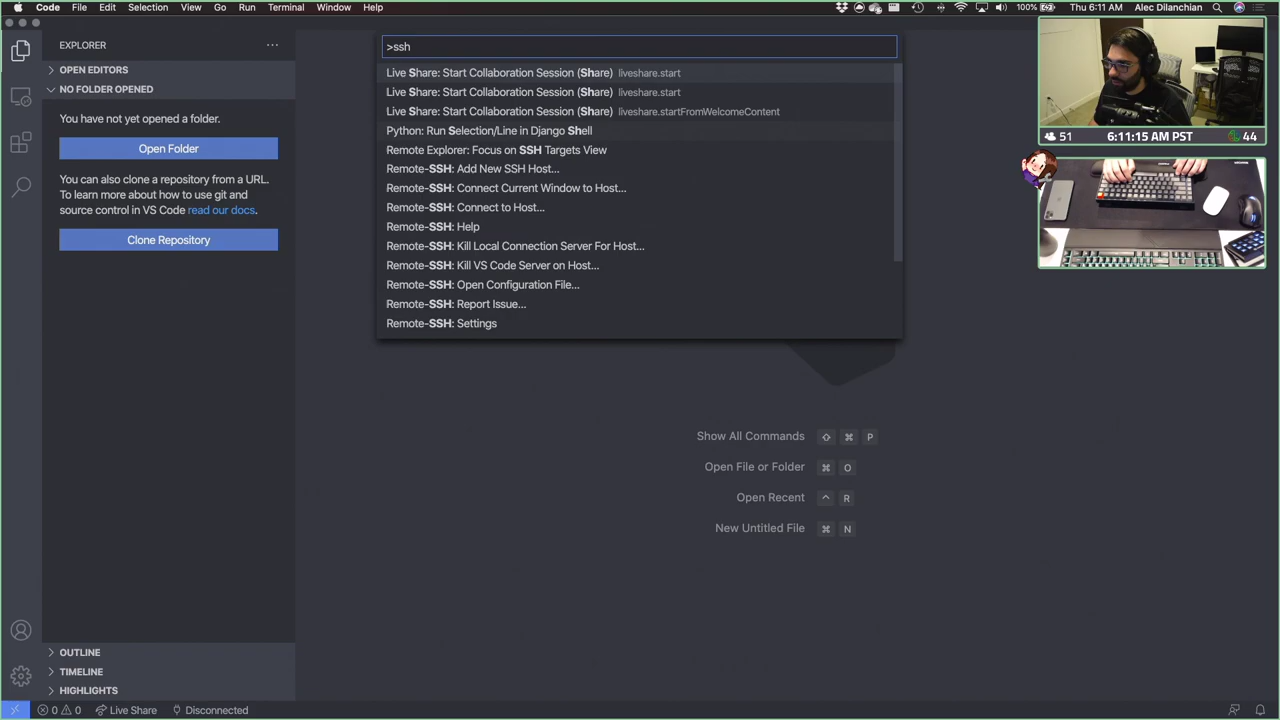 Code File Edit Selection View Go Run Terminal Window Help
100% Thu 6:11 AM Alec Dilanchian
EXPLORER
OPEN EDITORS
NO FOLDER OPENED
You have not yet opened a folder.
Open Folder
You can also clone a repository from a URL.
To learn more about how to use git and
source control in VS Code read our docs.
Clone Repository
OUTLINE
TIMELINE
HIGHLIGHTS
>ssh
Live Share: Start Collaboration Session (Share) liveshare.start
Live Share: Start Collaboration Session (Share) liveshare.start
Live Share: Start Collaboration Session (Share) liveshare.startFromWelcomeContent
Python: Run Selection/Line in Django Shell
Remote Explorer: Focus on SSH Targets View
Remote-SSH: Add New SSH Host...
Remote-SSH: Connect Current Window to Host...
Remote-SSH: Connect to Host...
Remote-SSH: Help
Remote-SSH: Kill Local Connection Server For Host...
Remote-SSH: Kill VS Code Server on Host...
Remote-SSH: Open Configuration File...
Remote-SSH: Report Issue...
Remote-SSH: Settings
Show All Commands ⇧ ⌘ P
Open File or Folder ⌘ O
Open Recent ^ R
New Untitled File ⌘ N
51 6:11:15 AM PST 44
0 0 Live Share Disconnected